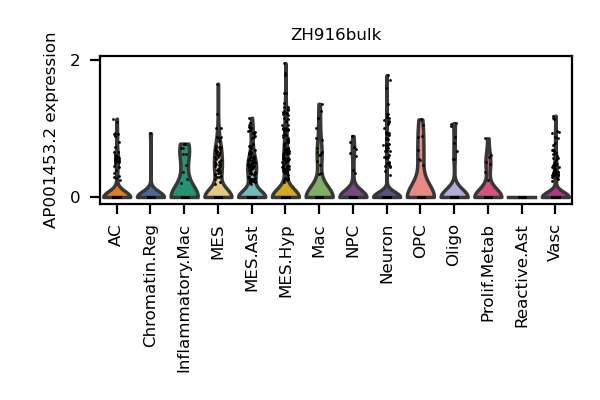 ZH916bulk
AP001453.2 expression
2
0
AC
Chromatin.Reg
Inflammatory.Mac
MES
MES.Ast
MES.Hyp
Mac
NPC
Neuron
OPC
Oligo
Prolif.Metab
Reactive.Ast
Vasc